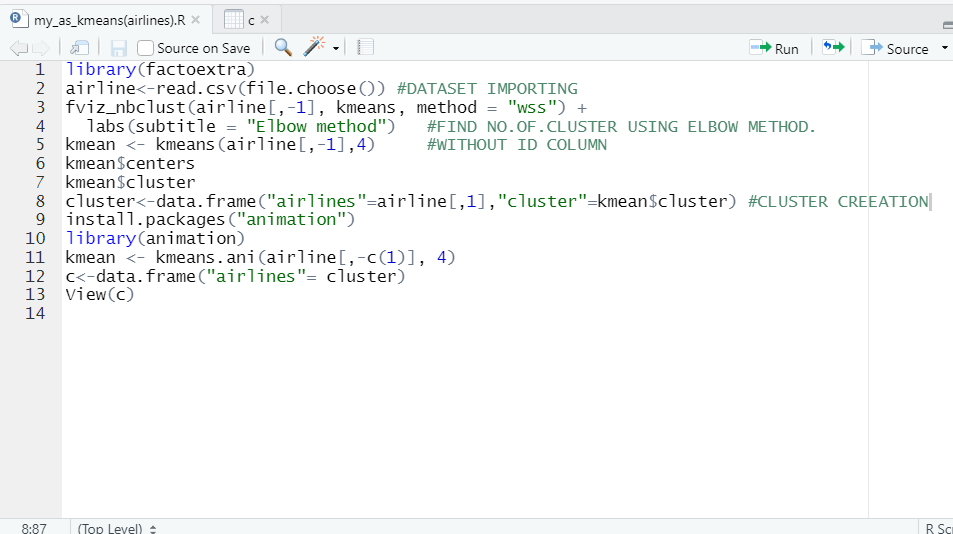 my_as_kmeans(airlines).R
c
Source on Save
Run
Source
1 library(factoextra)
2 airline<-read.csv(file.choose()) #DATASET IMPORTING
3 fviz_nbclust(airline[,-1], kmeans, method = "wss") +
4 labs(subtitle = "Elbow method") #FIND NO.OF.CLUSTER USING ELBOW METHOD.
5 kmean <- kmeans(airline[,-1],4) #WITHOUT ID COLUMN
6 kmean$centers
7 kmean$cluster
8 cluster<-data.frame("airlines"=airline[,1],"cluster"=kmean$cluster) #CLUSTER CREEATION
9 install.packages("animation")
10 library(animation)
11 kmean <- kmeans.ani(airline[,-c(1)], 4)
12 c<-data.frame("airlines"= cluster)
13 View(c)
14
8:87
(Top Level)
R Sc